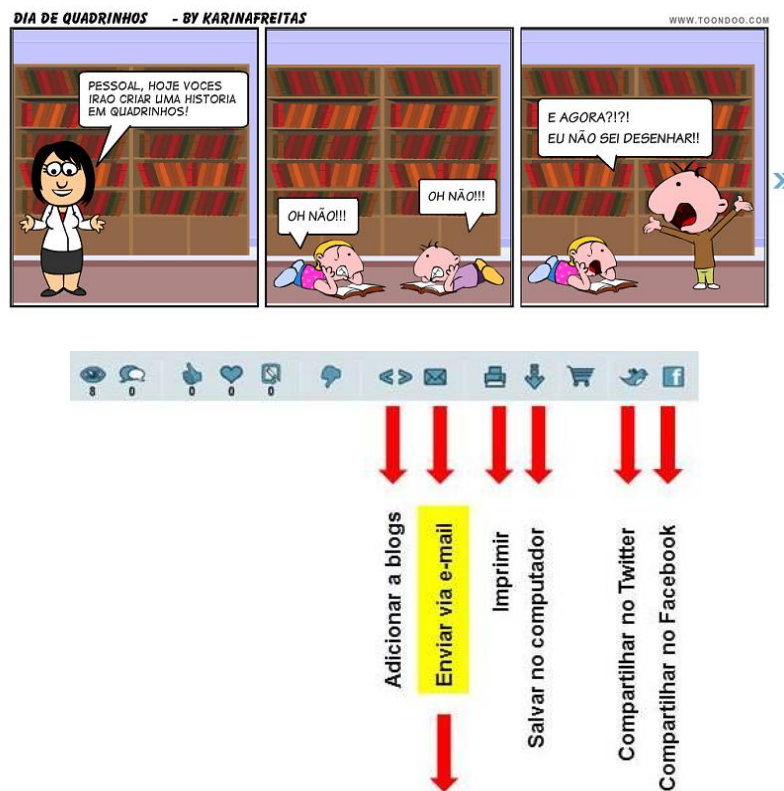 DIA DE QUADRINHOS - BY KARINAFREITAS
WWW.TOONDOO.COM
PESSOAL, HOJE VOCES
IRAO CRIAR UMA HISTORIA
EM QUADRINHOS!
OH NÃO!!!
OH NÃO!!!
E AGORA?!?!
EU NÃO SEI DESENHAR!!
8
0
0
0
0
Adicionar a blogs
Enviar via e-mail
Imprimir
Salvar no computador
Compartilhar no Twitter
Compartilhar no Facebook